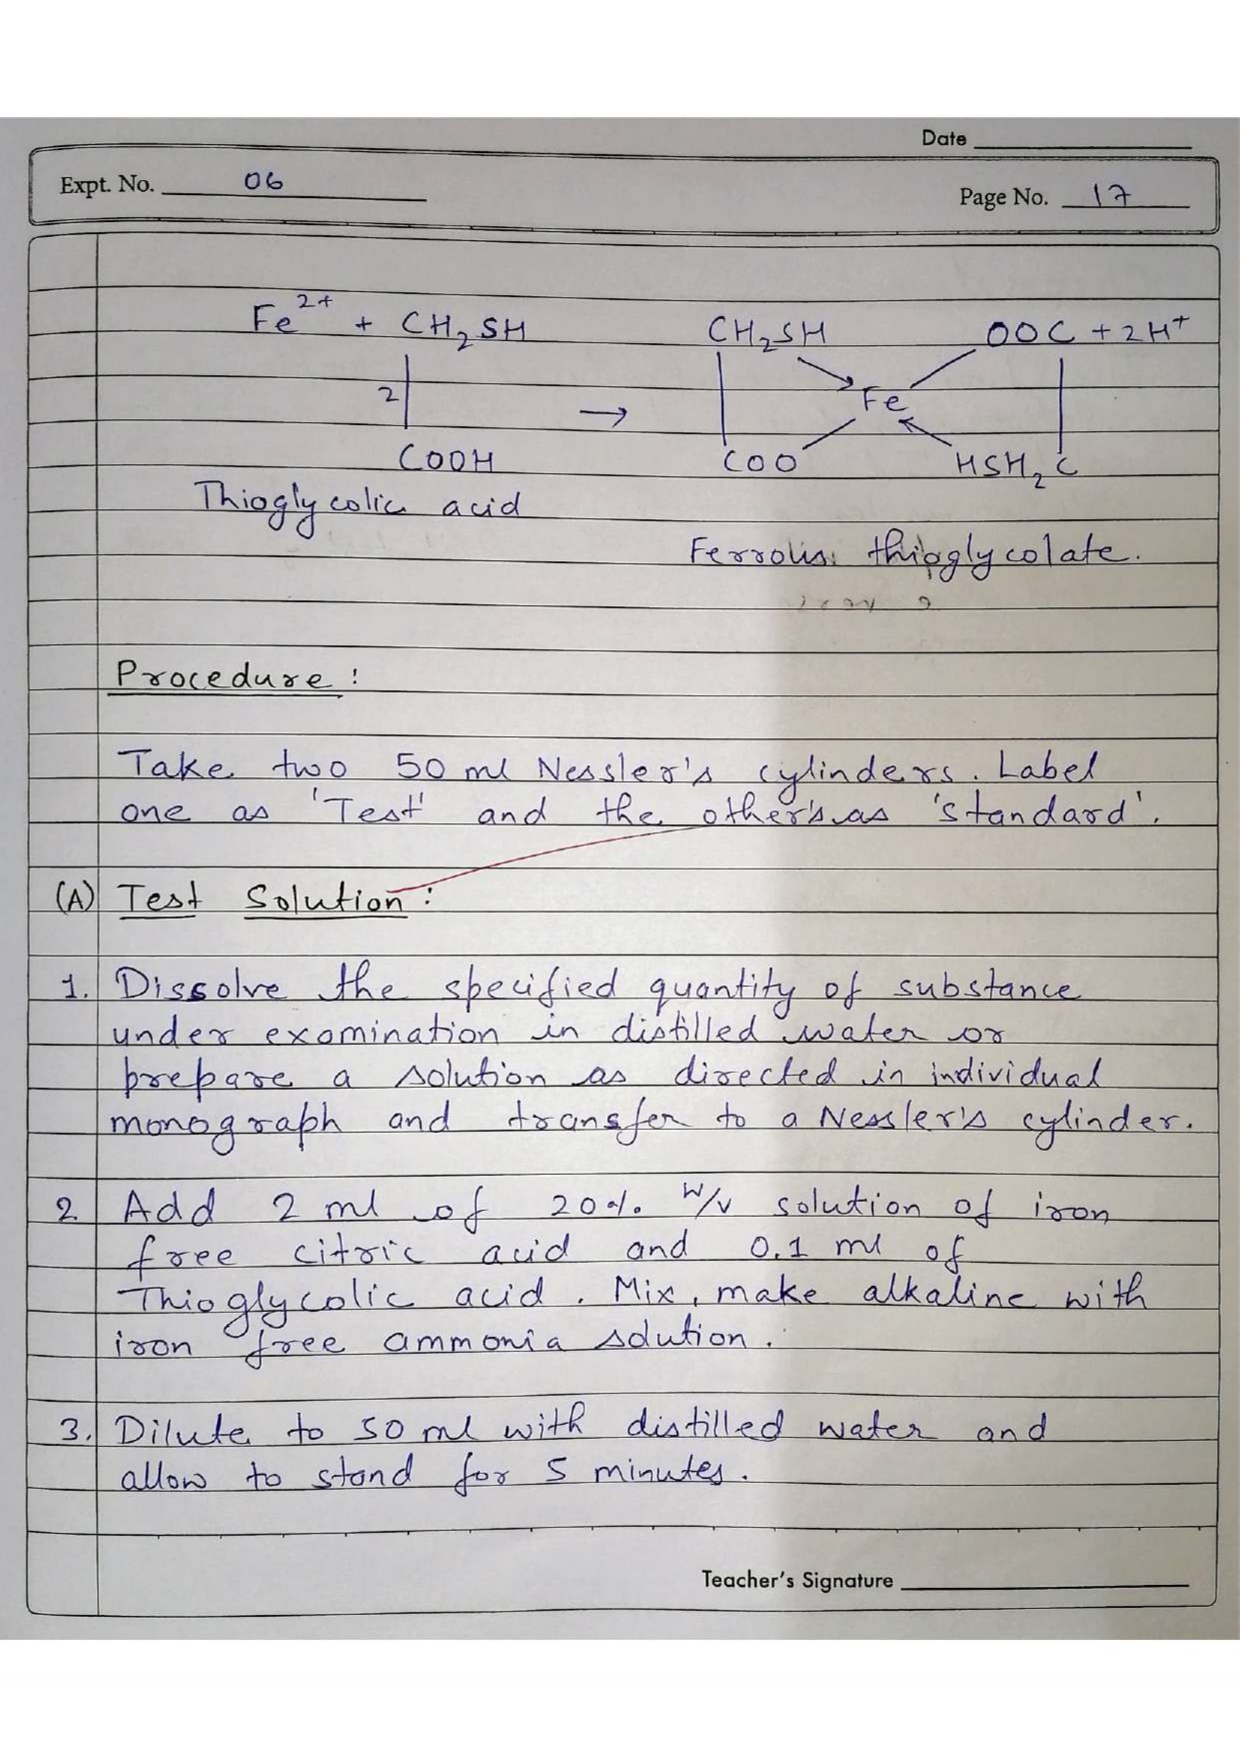 Date
Expt. No. 06
Page No. 17
Fe2+ + CH2SH → CH2SH OOC + 2H+
2
Fe
COOH COO HSH2C
Thioglycolic acid
Ferrous thioglycolate.
Procedure :
Take two 50 ml Nessler's cylinders. Label
one as 'Test' and the other's as 'standard'.
(A) Test Solution :
1. Dissolve the specified quantity of substance
under examination in distilled water or
prepare a solution as directed in individual
monograph and transfer to a Nessler's cylinder.
2 Add 2 ml of 20% w/v solution of iron
free citric acid and 0.1 ml of
Thioglycolic acid. Mix, make alkaline with
iron free ammonia solution.
3. Dilute to 50 ml with distilled water and
allow to stand for 5 minutes.
Teacher's Signature